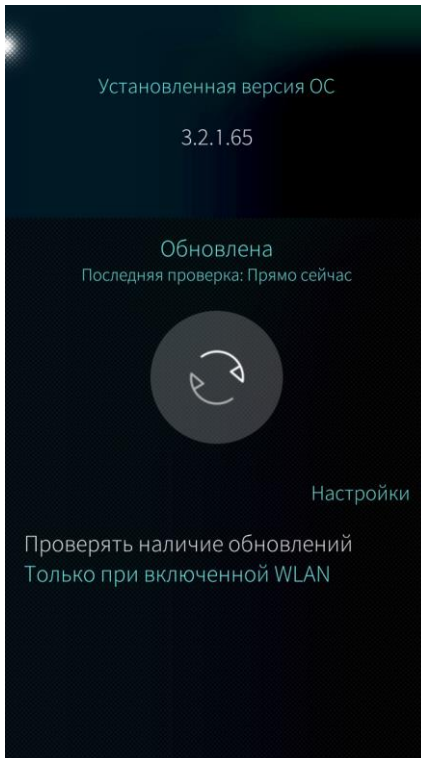 Установленная версия ОС
3.2.1.65
Обновлена
Последняя проверка: Прямо сейчас
Настройки
Проверять наличие обновлений
Только при включенной WLAN